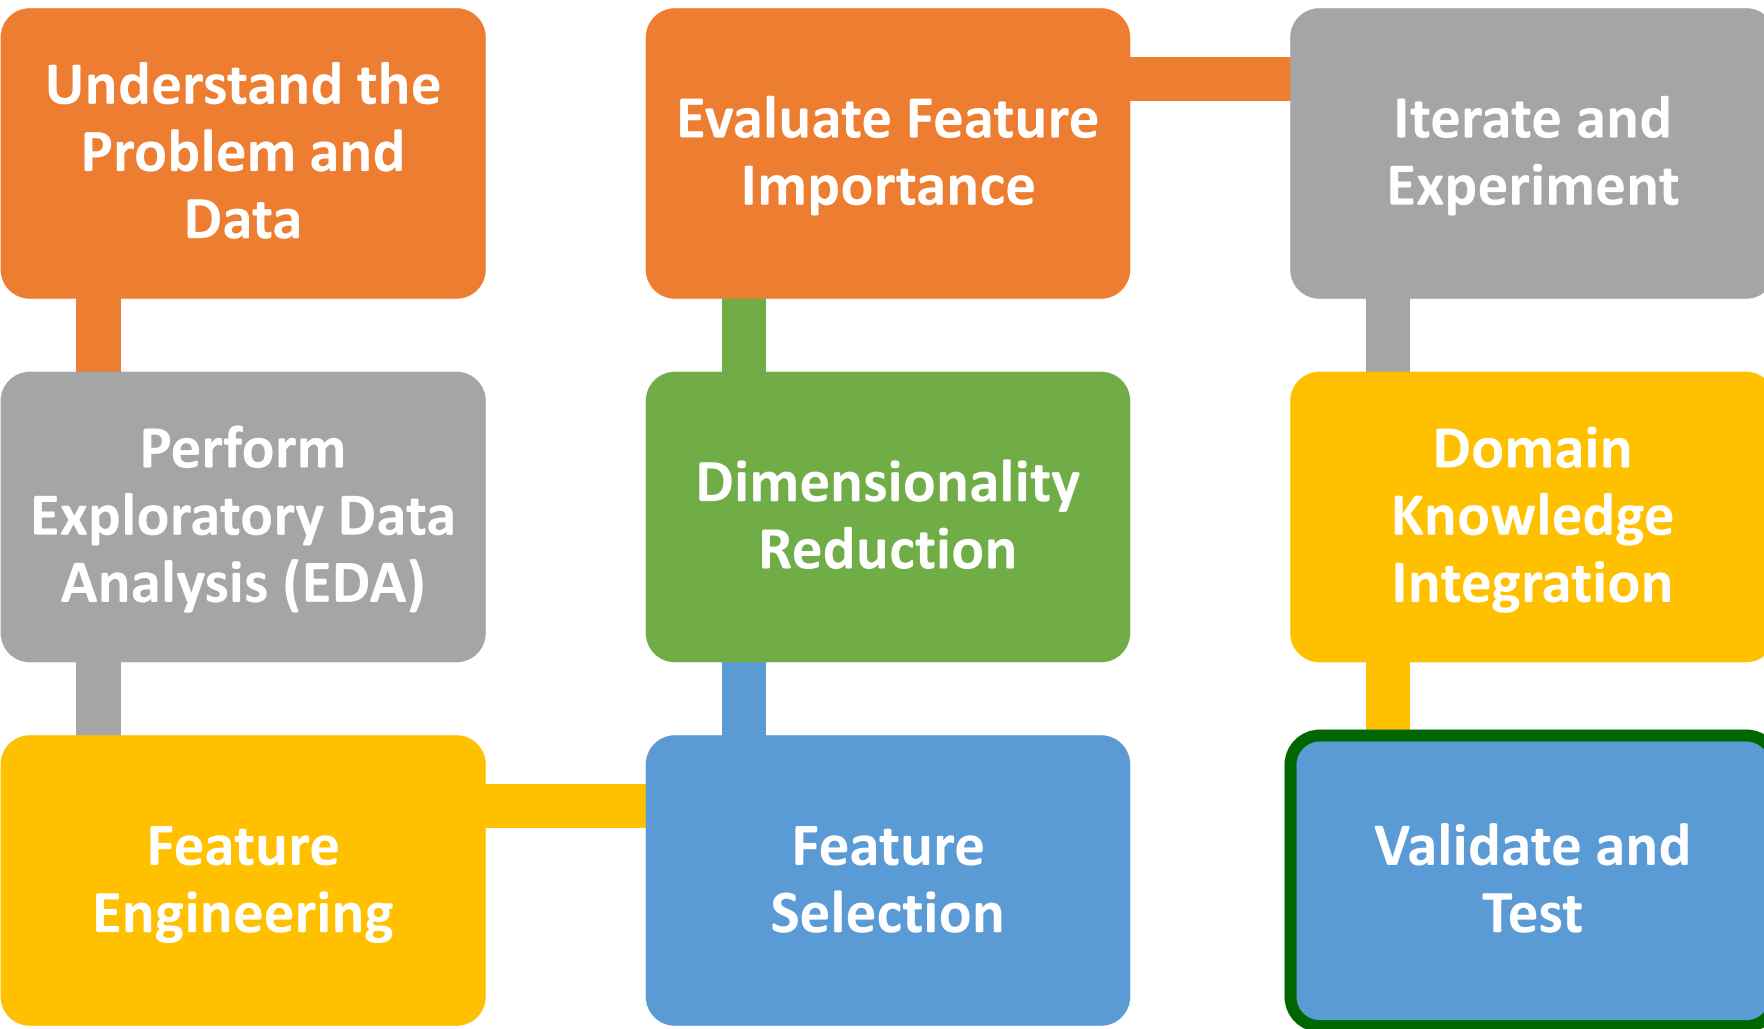 Understand the
Problem and
Data
Perform
Exploratory Data
Analysis (EDA)
Feature
Engineering
Feature
Selection
Dimensionality
Reduction
Evaluate Feature
Importance
Iterate and
Experiment
Domain
Knowledge
Integration
Validate and
Test